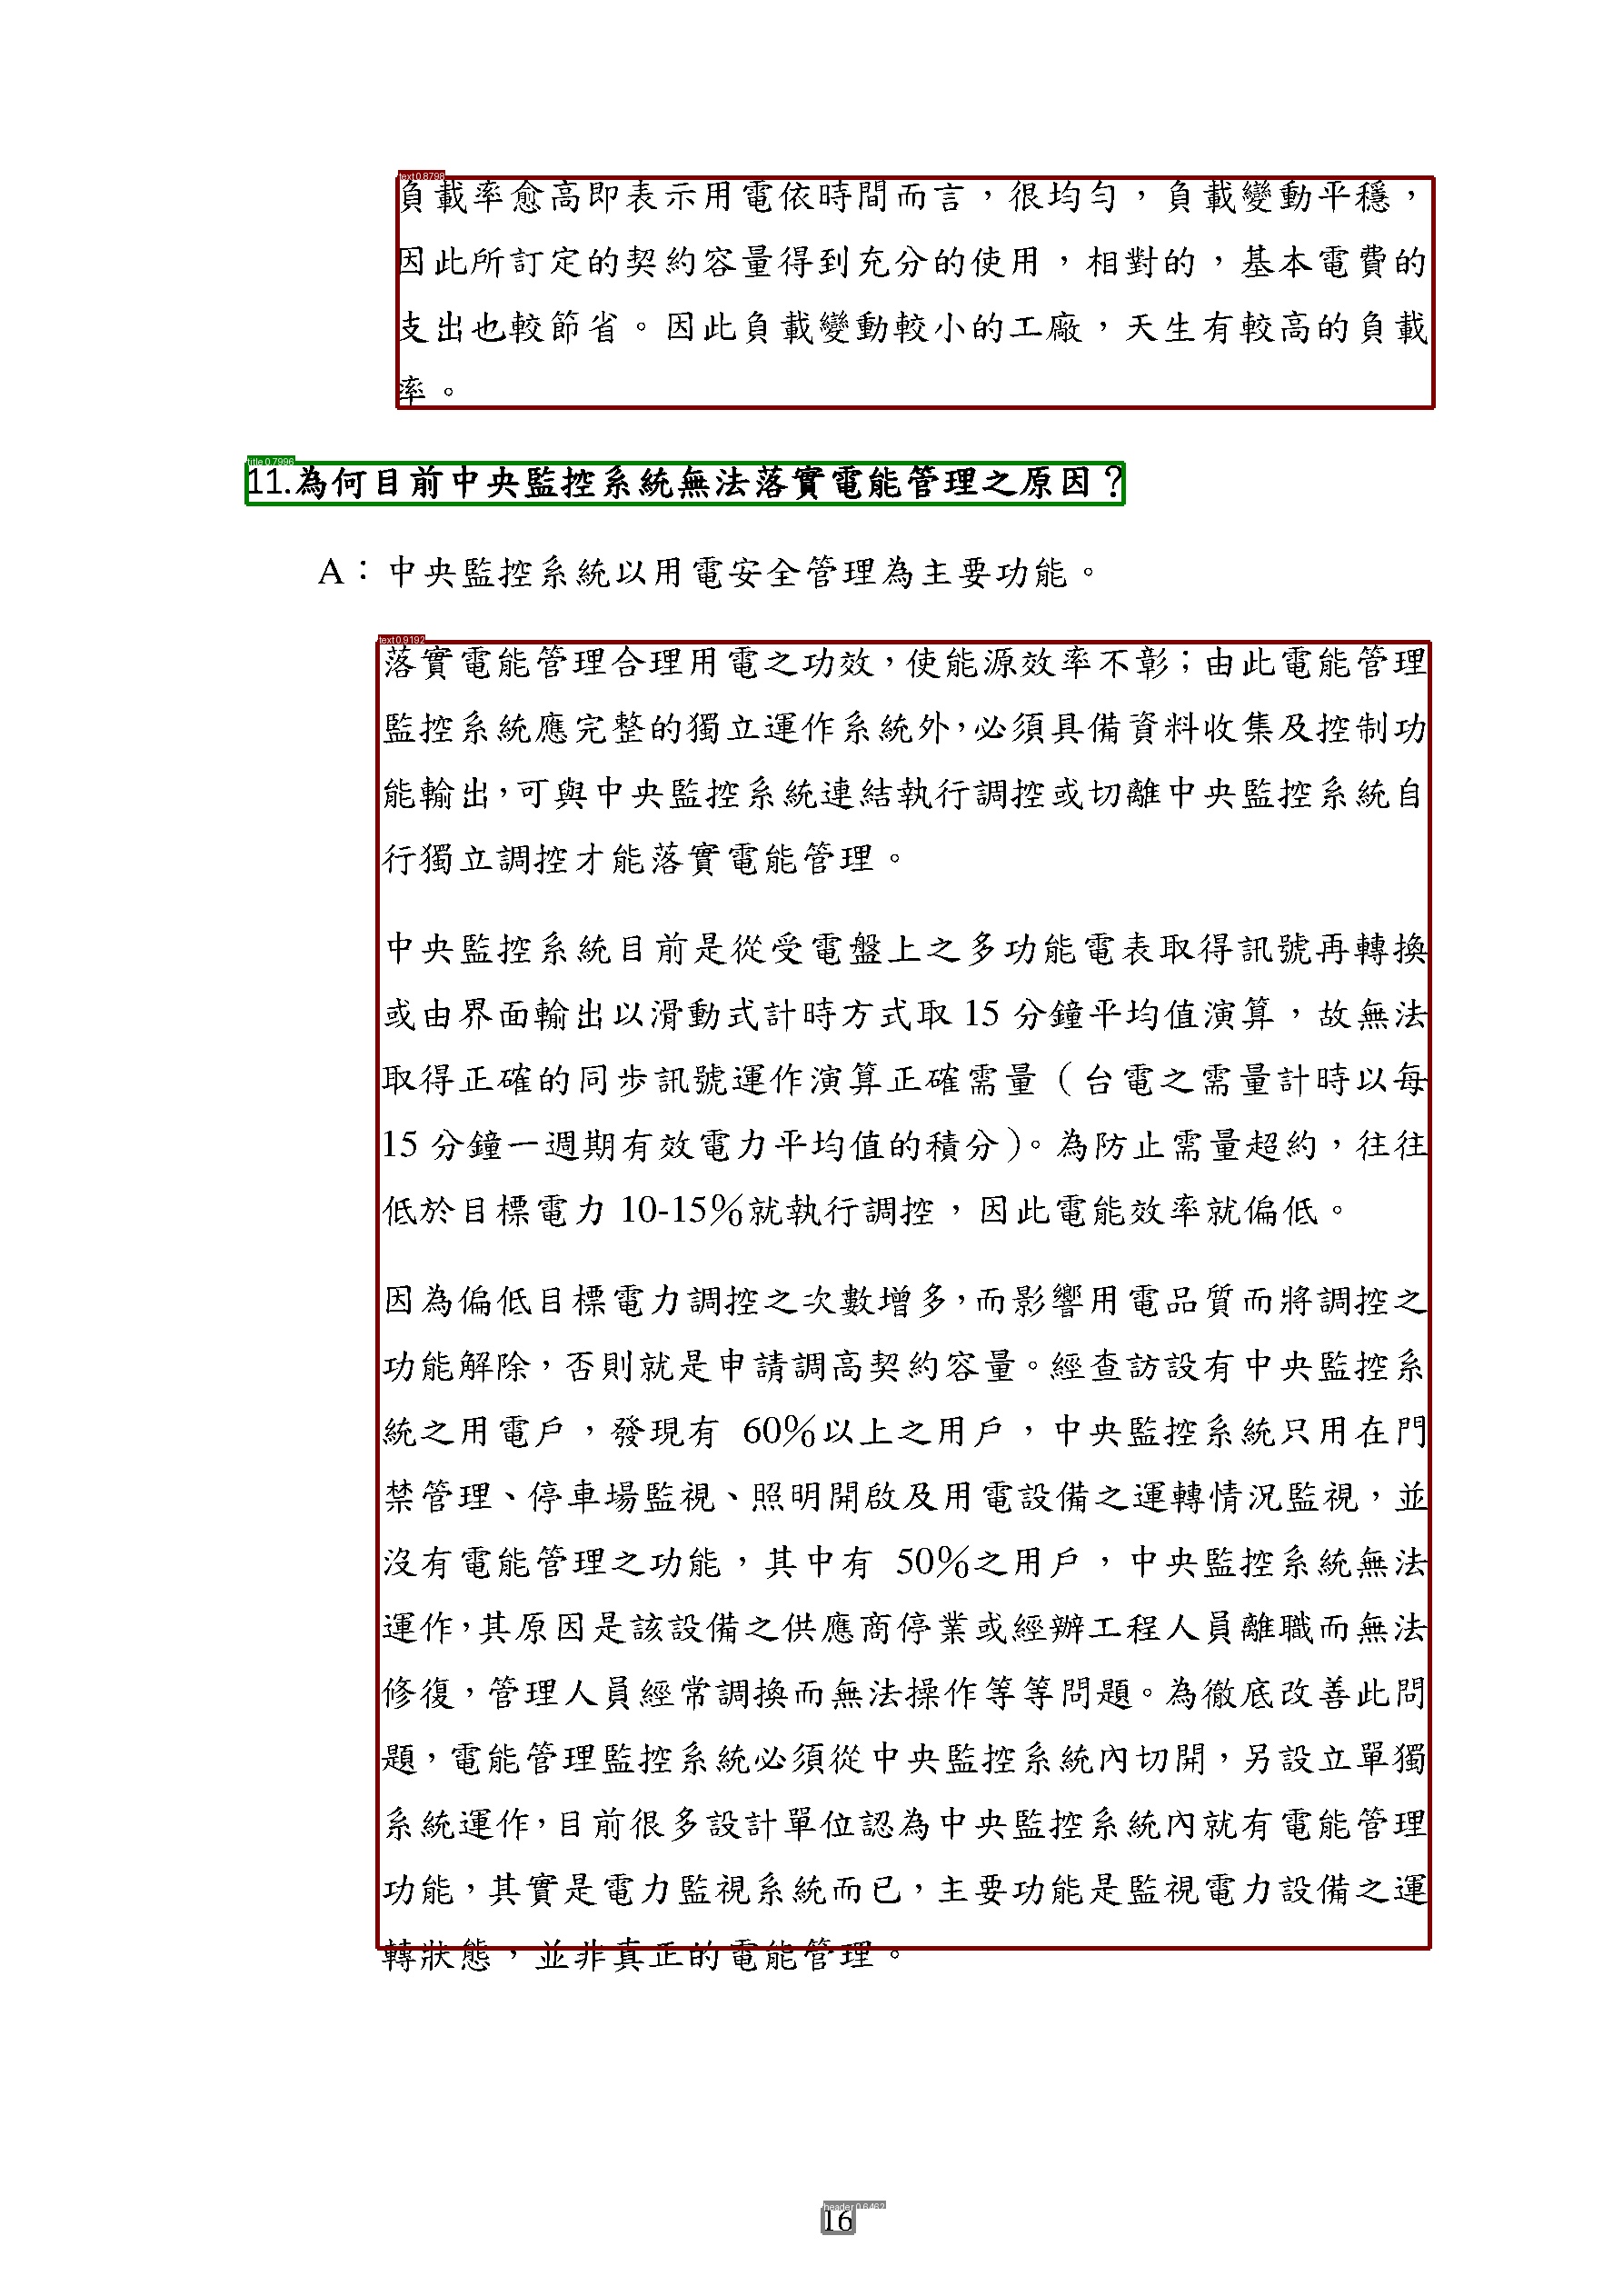 text 0.8798
負載率愈高即表示用電依時間而言，很均勻，負載變動平穩，
因此所訂定的契約容量得到充分的使用，相對的，基本電費的
支出也較節省。因此負載變動較小的工廠，天生有較高的負載
率。
title 0.7996
11.為何目前中央監控系統無法落實電能管理之原因？
A：中央監控系統以用電安全管理為主要功能。
text 0.9192
落實電能管理合理用電之功效，使能源效率不彰；由此電能管理
監控系統應完整的獨立運作系統外，必須具備資料收集及控制功
能輸出，可與中央監控系統連結執行調控或切離中央監控系統自
行獨立調控才能落實電能管理。
中央監控系統目前是從受電盤上之多功能電表取得訊號再轉換
或由界面輸出以滑動式計時方式取 15 分鐘平均值演算，故無法
取得正確的同步訊號運作演算正確需量（台電之需量計時以每
15 分鐘一週期有效電力平均值的積分）。為防止需量超約，往往
低於目標電力 10-15％就執行調控，因此電能效率就偏低。
因為偏低目標電力調控之次數增多，而影響用電品質而將調控之
功能解除，否則就是申請調高契約容量。經查訪設有中央監控系
統之用電戶，發現有 60％以上之用戶，中央監控系統只用在門
禁管理、停車場監視、照明開啟及用電設備之運轉情況監視，並
沒有電能管理之功能，其中有 50％之用戶，中央監控系統無法
運作，其原因是該設備之供應商停業或經辦工程人員離職而無法
修復，管理人員經常調換而無法操作等等問題。為徹底改善此問
題，電能管理監控系統必須從中央監控系統內切開，另設立單獨
系統運作，目前很多設計單位認為中央監控系統內就有電能管理
功能，其實是電力監視系統而已，主要功能是監視電力設備之運
轉狀態，並非真正的電能管理。
header 0.6462
16